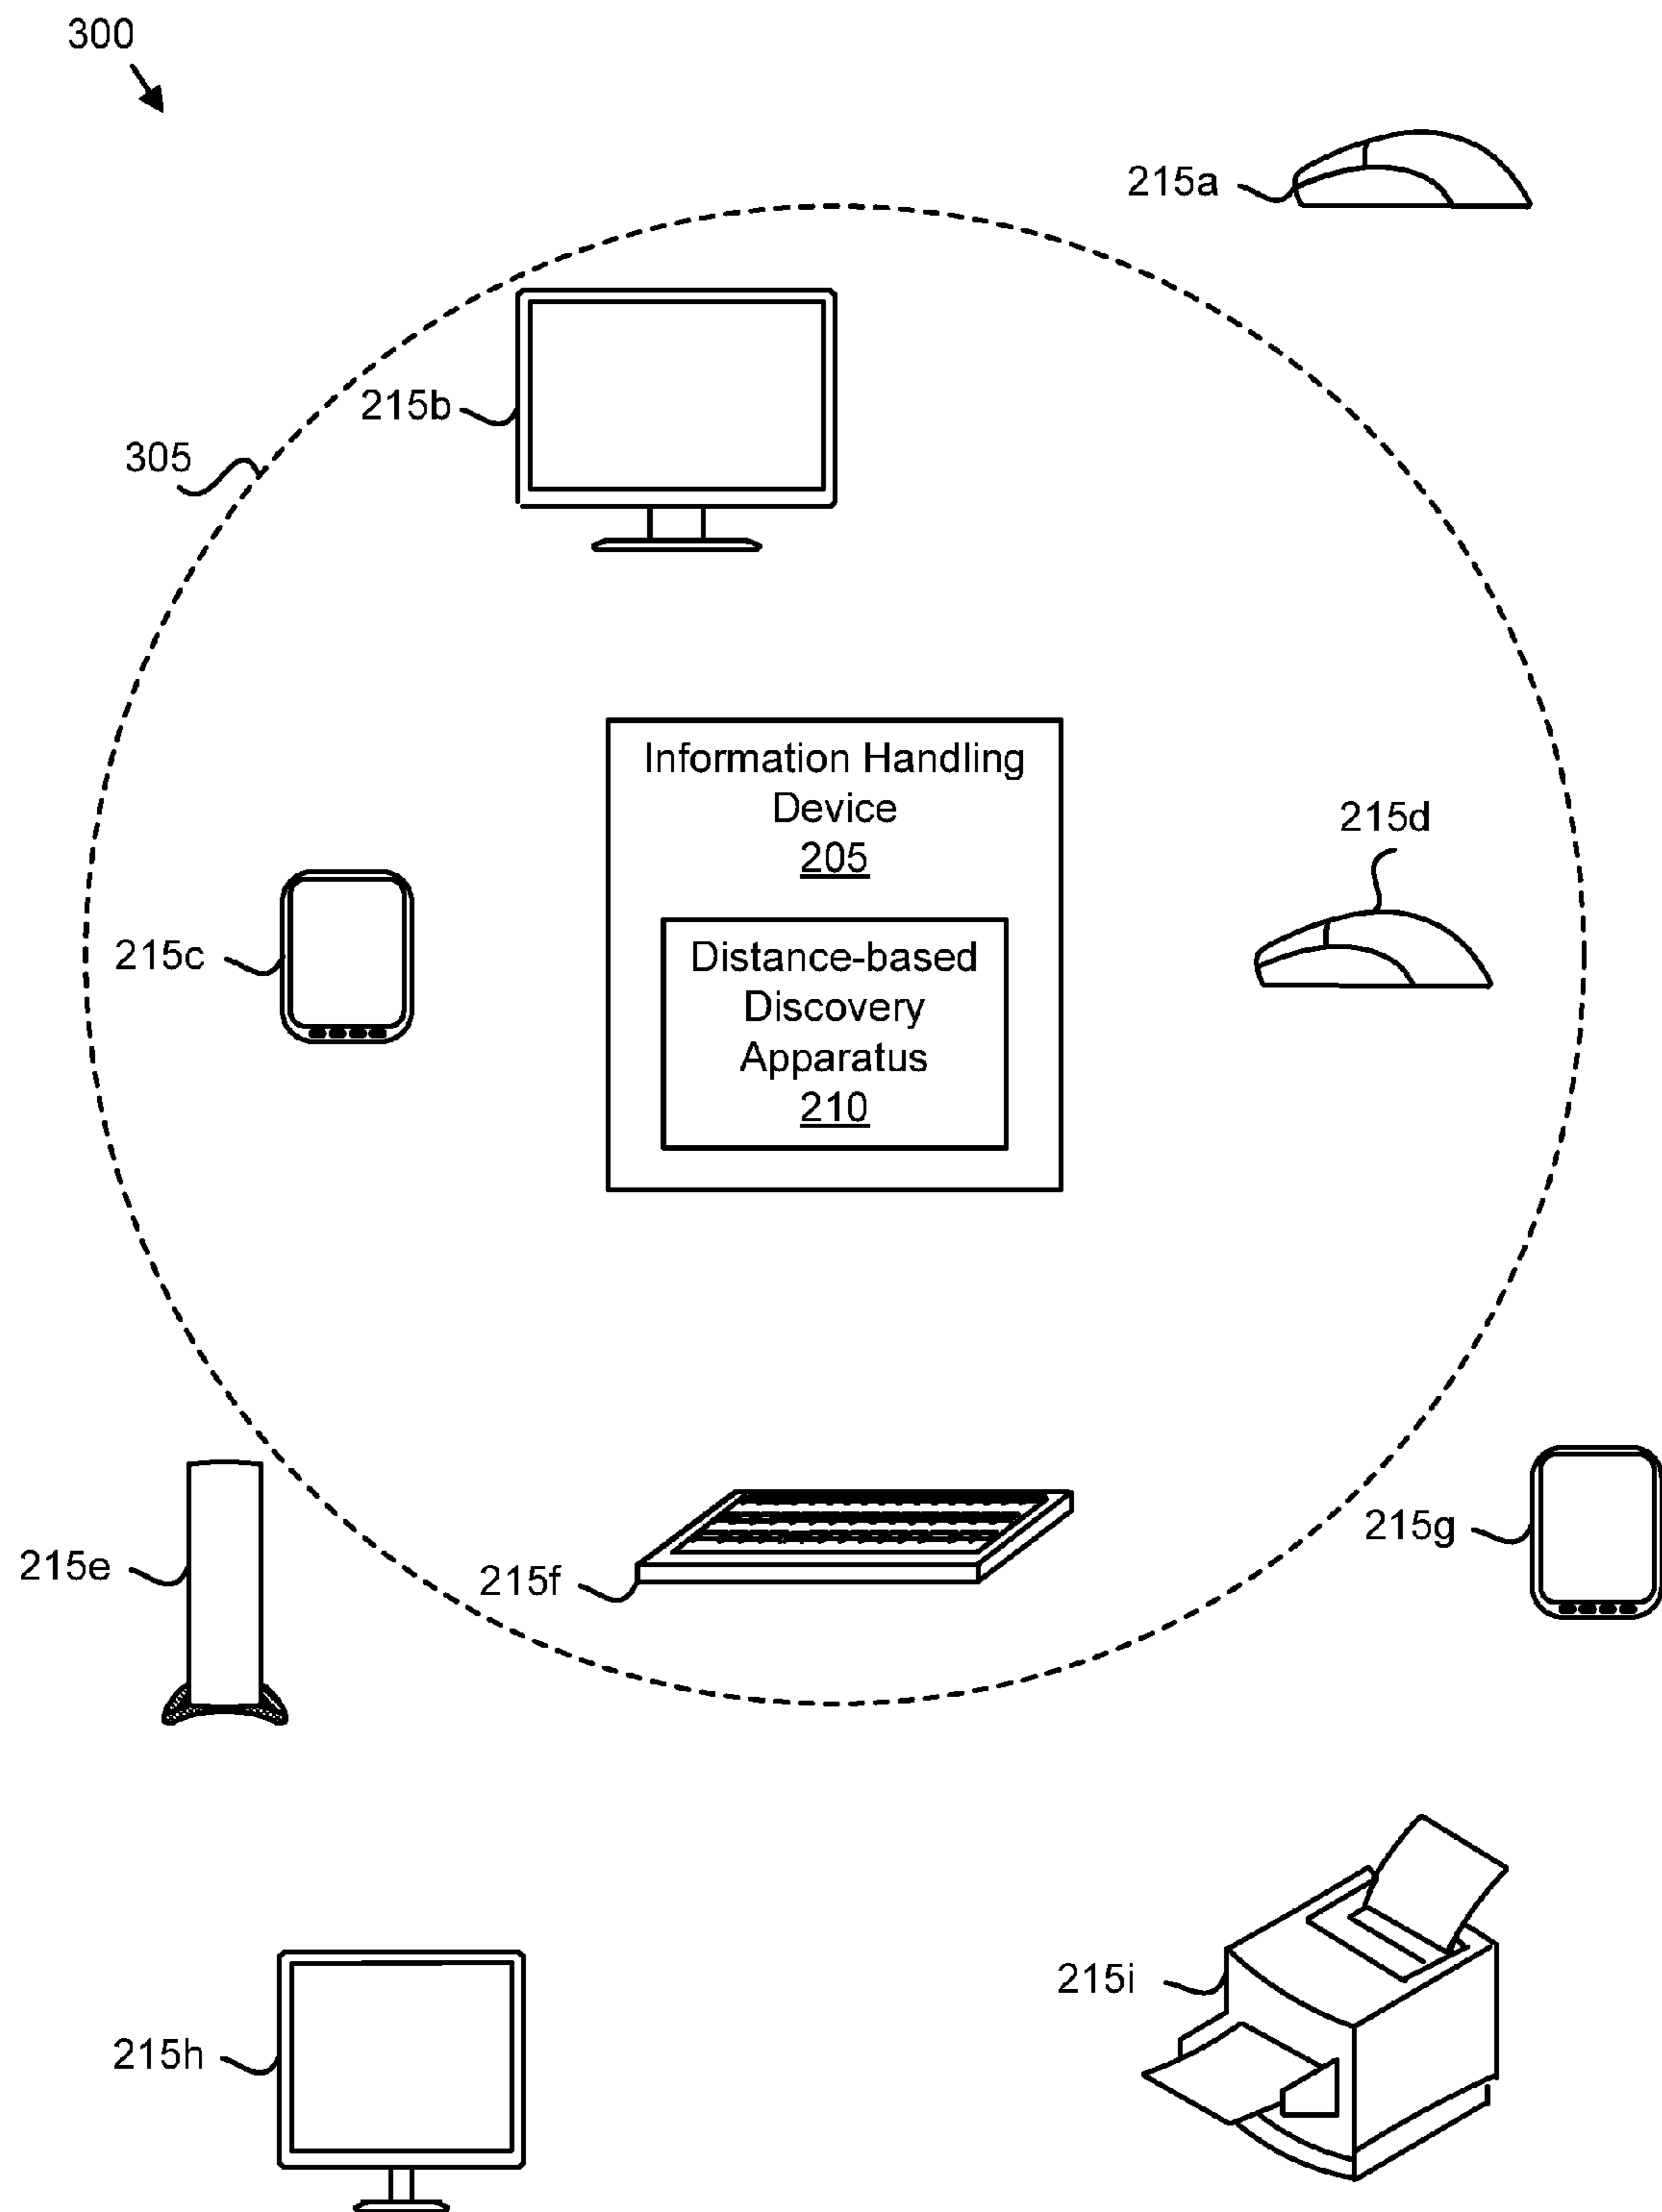 300
215a
215b
305
Information Handling
Device
205
215d
215c
Distance-based
Discovery
Apparatus
210
215e
215f
215g
215i
215h